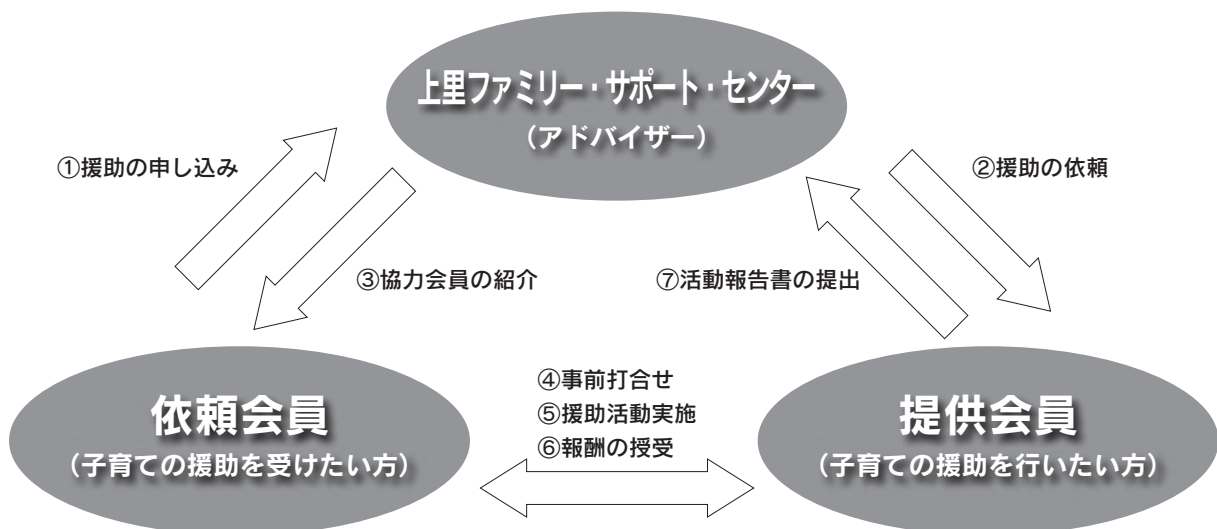 上里ファミリー・サポート・センター
（アドバイザー）
①援助の申し込み
②援助の依頼
③協力会員の紹介
⑦活動報告書の提出
④事前打合せ
⑤援助活動実施
⑥報酬の授受
依頼会員
（子育ての援助を受けたい方）
提供会員
（子育ての援助を行いたい方）